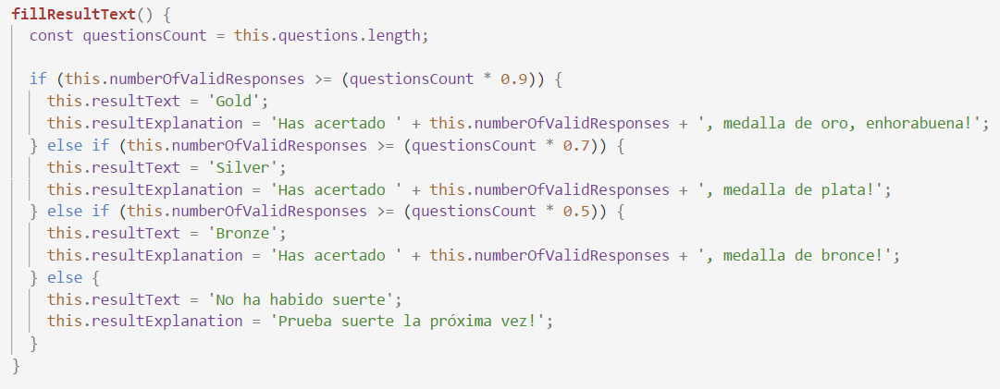 fillResultText() {
  const questionsCount = this.questions.length;

  if (this.numberOfValidResponses >= (questionsCount * 0.9)) {
    this.resultText = 'Gold';
    this.resultExplanation = 'Has acertado ' + this.numberOfValidResponses + ', medalla de oro, enhorabuena!';
  } else if (this.numberOfValidResponses >= (questionsCount * 0.7)) {
    this.resultText = 'Silver';
    this.resultExplanation = 'Has acertado ' + this.numberOfValidResponses + ', medalla de plata!';
  } else if (this.numberOfValidResponses >= (questionsCount * 0.5)) {
    this.resultText = 'Bronze';
    this.resultExplanation = 'Has acertado ' + this.numberOfValidResponses + ', medalla de bronce!';
  } else {
    this.resultText = 'No ha habido suerte';
    this.resultExplanation = 'Prueba suerte la próxima vez!';
  }
}